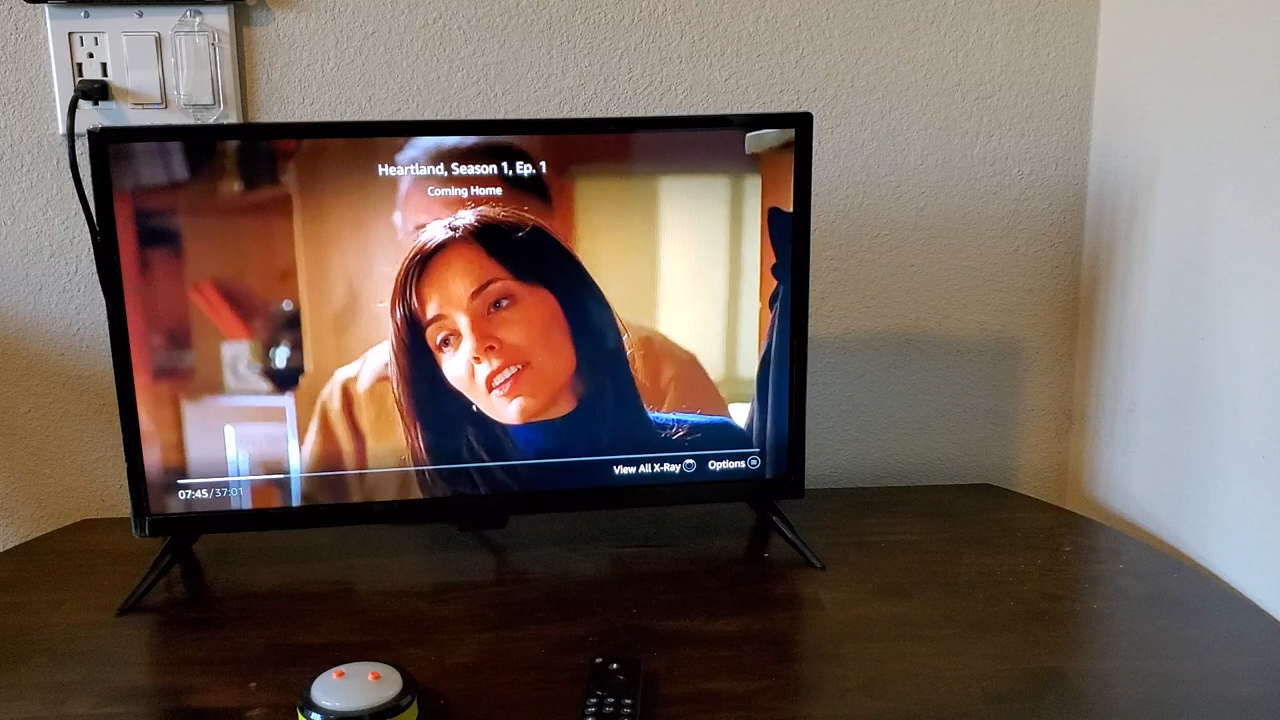 Heartland, Season 1, Ep. 1
Coming Home
View All X-Ray
Options
07:45/37:01